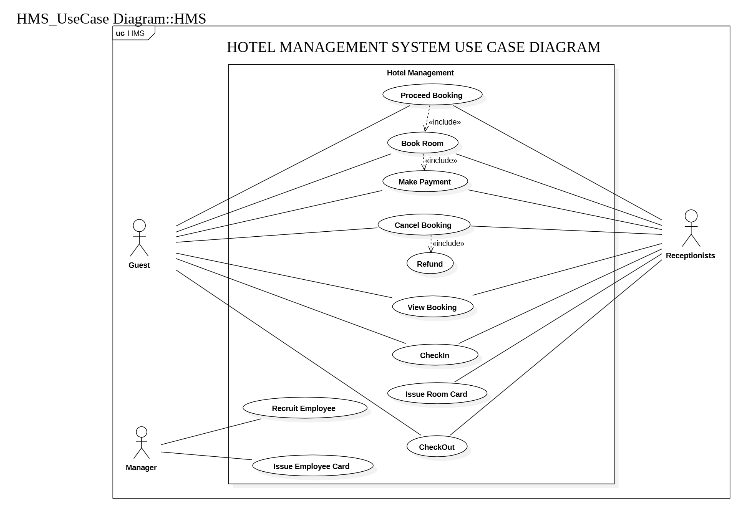 HMS_UseCase Diagram::HMS
uc HMS
HOTEL MANAGEMENT SYSTEM USE CASE DIAGRAM
Hotel Management
Proceed Booking
«include»
Book Room
«include»
Make Payment
Cancel Booking
«include»
Refund
Guest
Receptionists
View Booking
CheckIn
Issue Room Card
Recruit Employee
CheckOut
Manager
Issue Employee Card